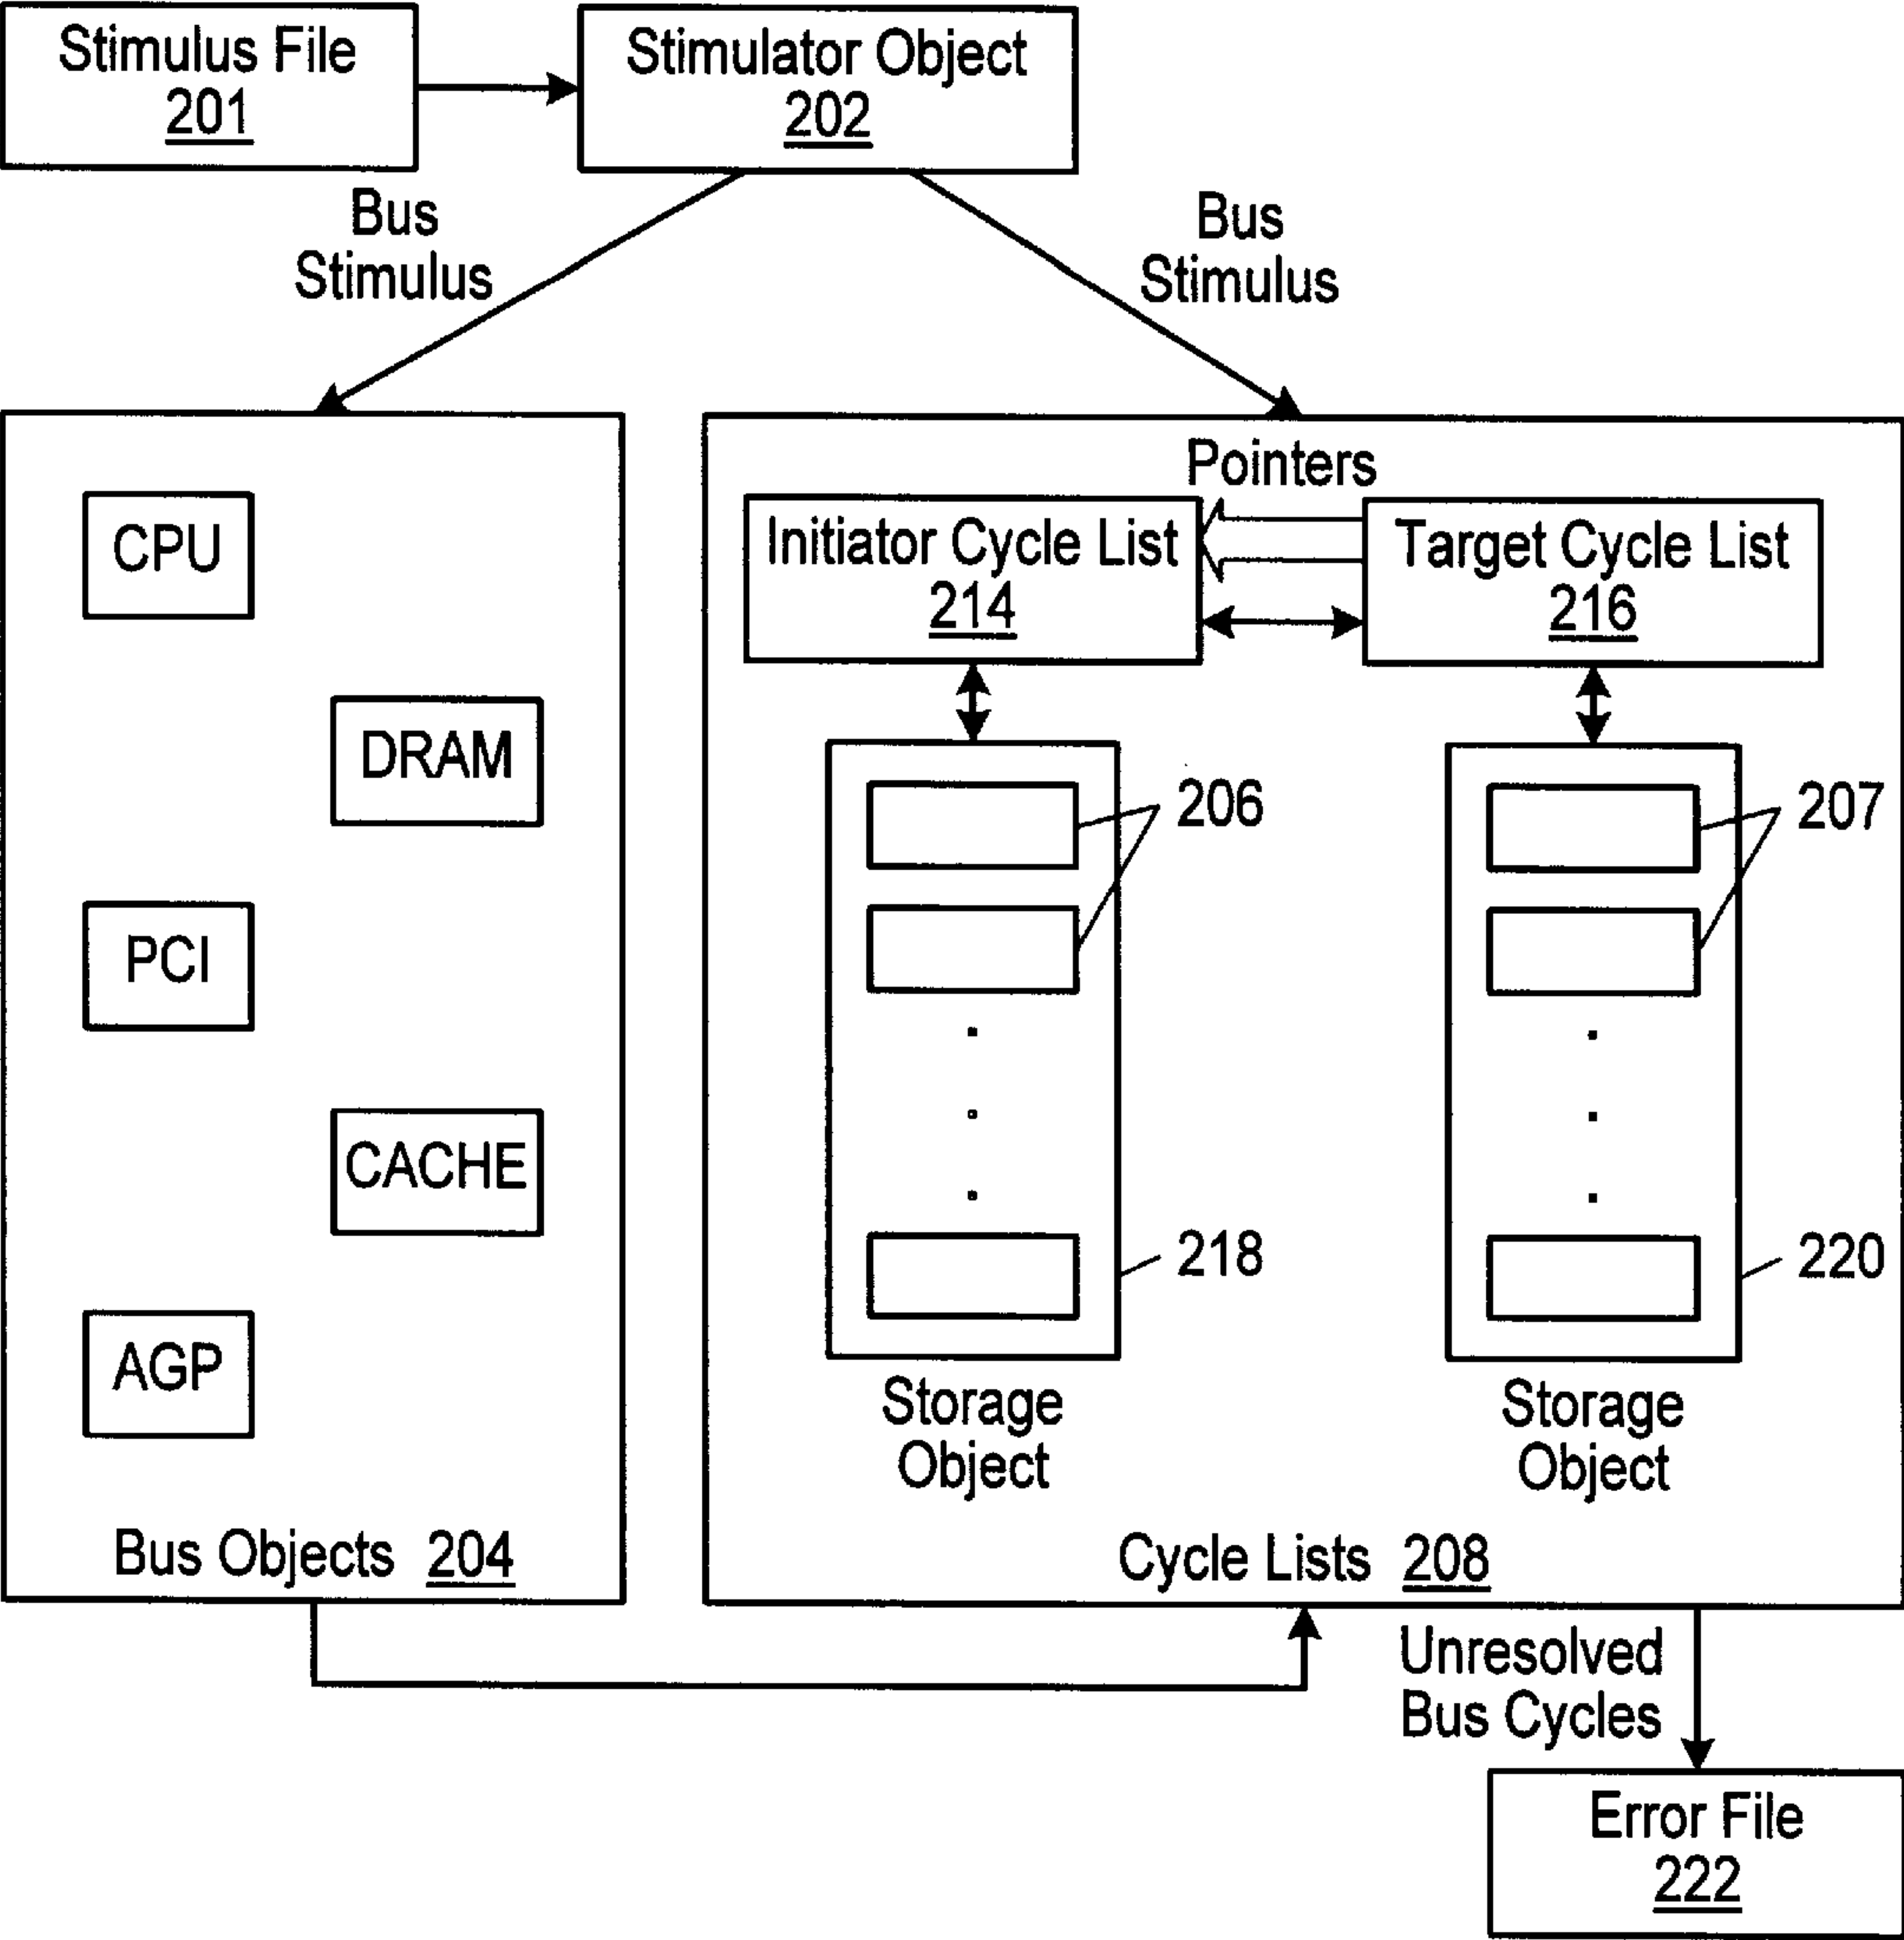 Stimulus File
201
Stimulator Object
202
Bus
Stimulus
Bus
Stimulus
CPU
DRAM
PCI
CACHE
AGP
Bus Objects 204
Pointers
Initiator Cycle List
214
Target Cycle List
216
206
207
218
220
Storage
Object
Storage
Object
Cycle Lists 208
Unresolved
Bus Cycles
Error File
222